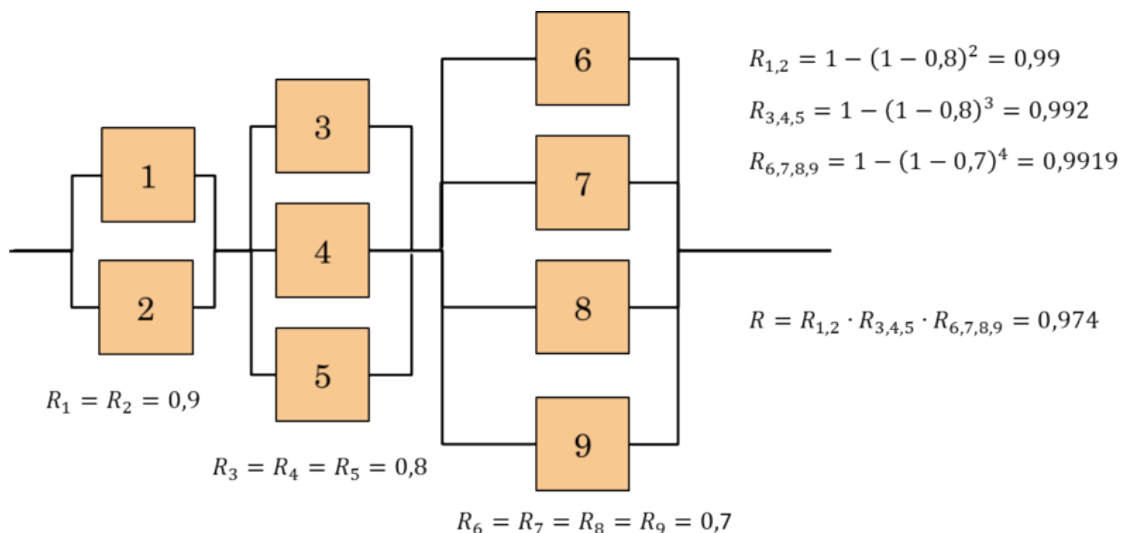 1
2
3
4
5
6
7
8
9
R₁ = R₂ = 0,9
R₃ = R₄ = R₅ = 0,8
R₆ = R₇ = R₈ = R₉ = 0,7
R₁,₂ = 1 − (1 − 0,8)² = 0,99
R₃,₄,₅ = 1 − (1 − 0,8)³ = 0,992
R₆,₇,₈,₉ = 1 − (1 − 0,7)⁴ = 0,9919
R = R₁,₂ · R₃,₄,₅ · R₆,₇,₈,₉ = 0,974